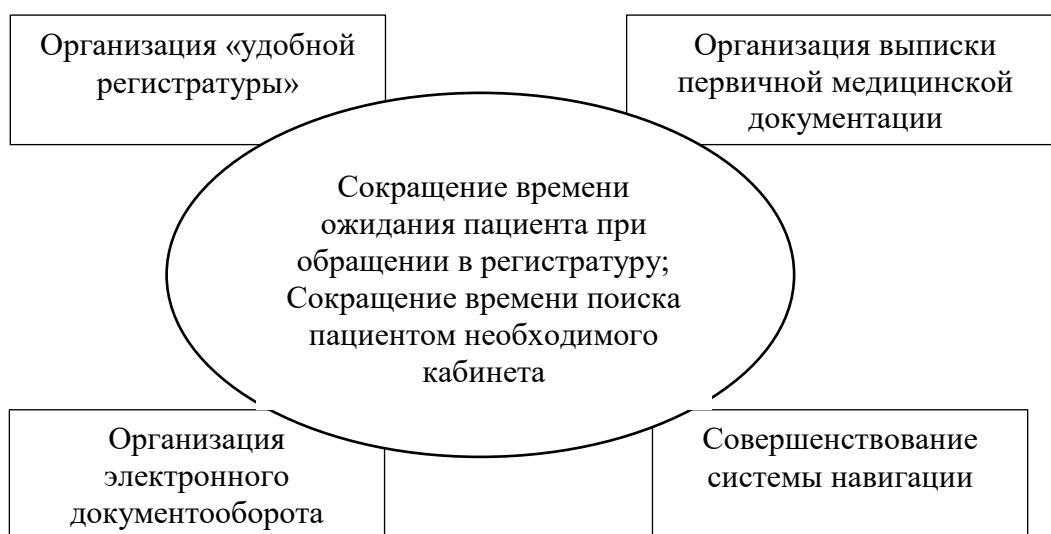 Организация «удобной
регистратуры»
Организация выписки
первичной медицинской
документации
Сокращение времени
ожидания пациента при
обращении в регистратуру;
Сокращение времени поиска
пациентом необходимого
кабинета
Организация
электронного
документооборота
Совершенствование
системы навигации